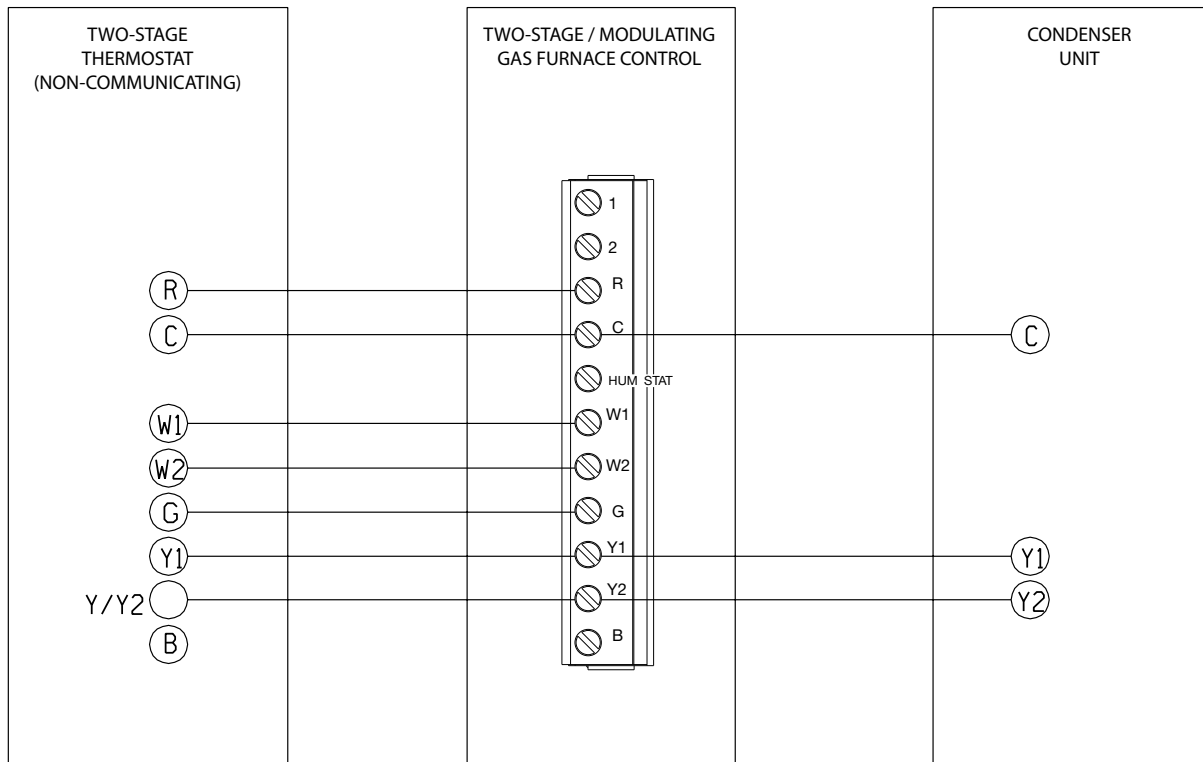 TWO-STAGE
THERMOSTAT
(NON-COMMUNICATING)
TWO-STAGE / MODULATING
GAS FURNACE CONTROL
CONDENSER
UNIT
1
2
R
R
C
C
C
HUM STAT
W1
W1
W2
W2
G
G
Y1
Y1
Y1
Y/Y2
Y2
Y2
B
B